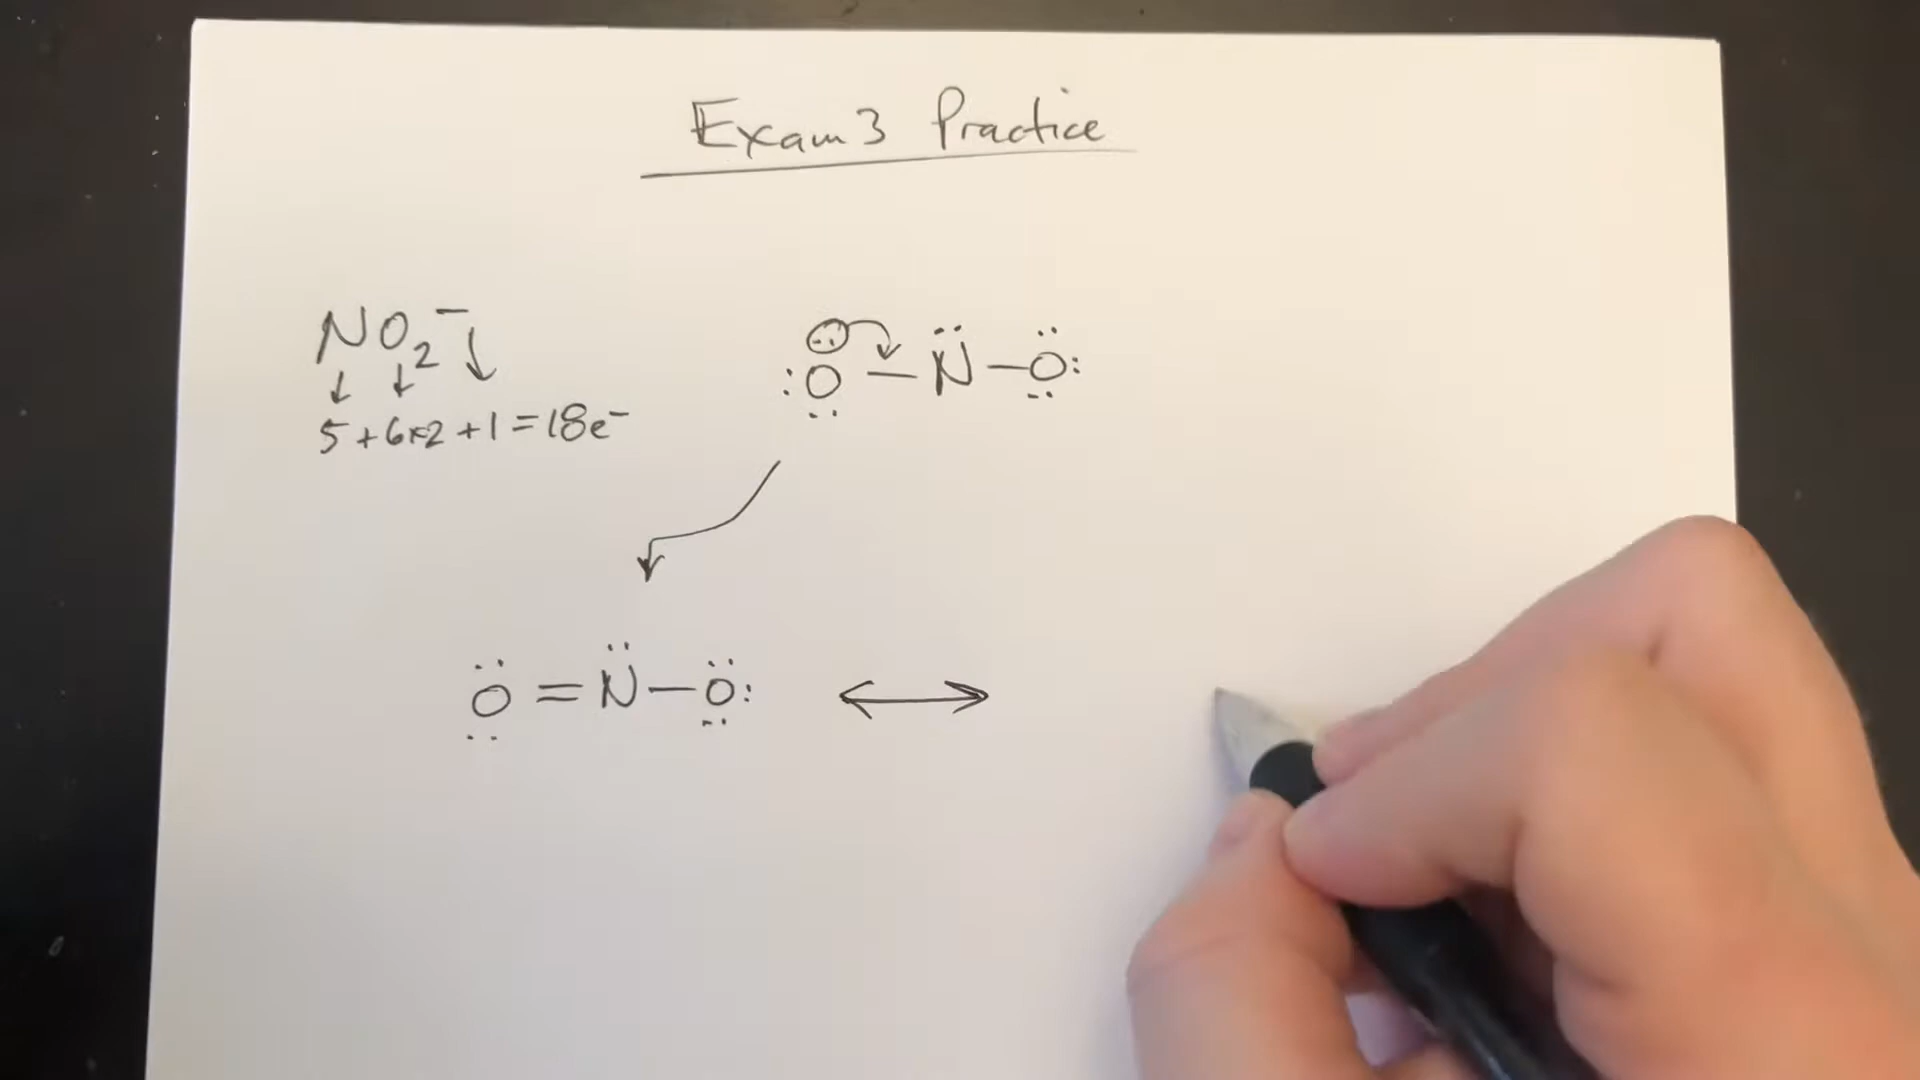 Exam 3 Practice
NO₂⁻
5+6×2+1=18e⁻
:Ö̤–N̈–Ö̤:
Ö̤=N̈–Ö̤: ↔